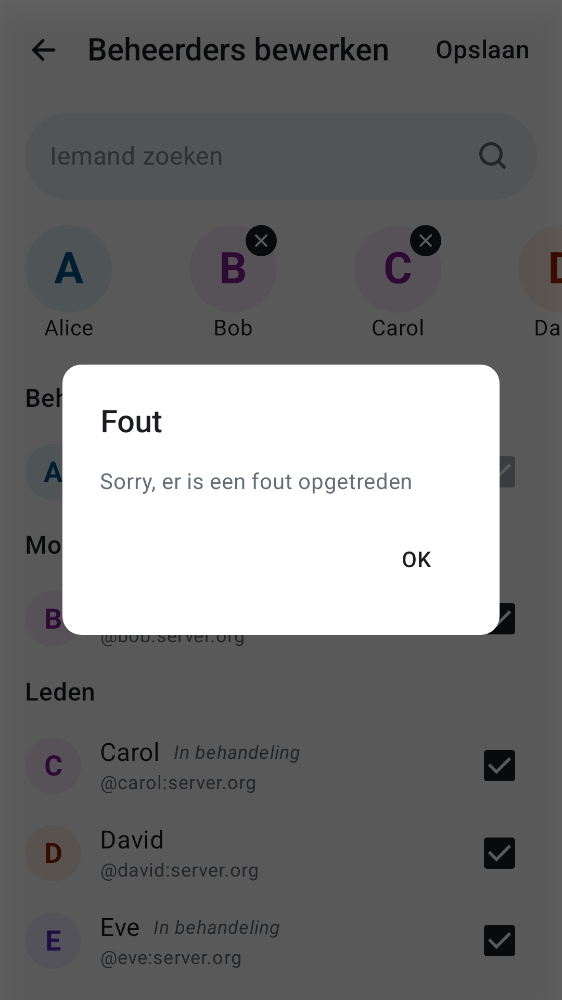 Beheerders bewerken
Opslaan
Iemand zoeken
A
B
C
D
Alice
Bob
Carol
Da
Beh
A
Fout
Sorry, er is een fout opgetreden
OK
Mo
B
@bob:server.org
Leden
C
Carol In behandeling
@carol:server.org
D
David
@david:server.org
E
Eve In behandeling
@eve:server.org